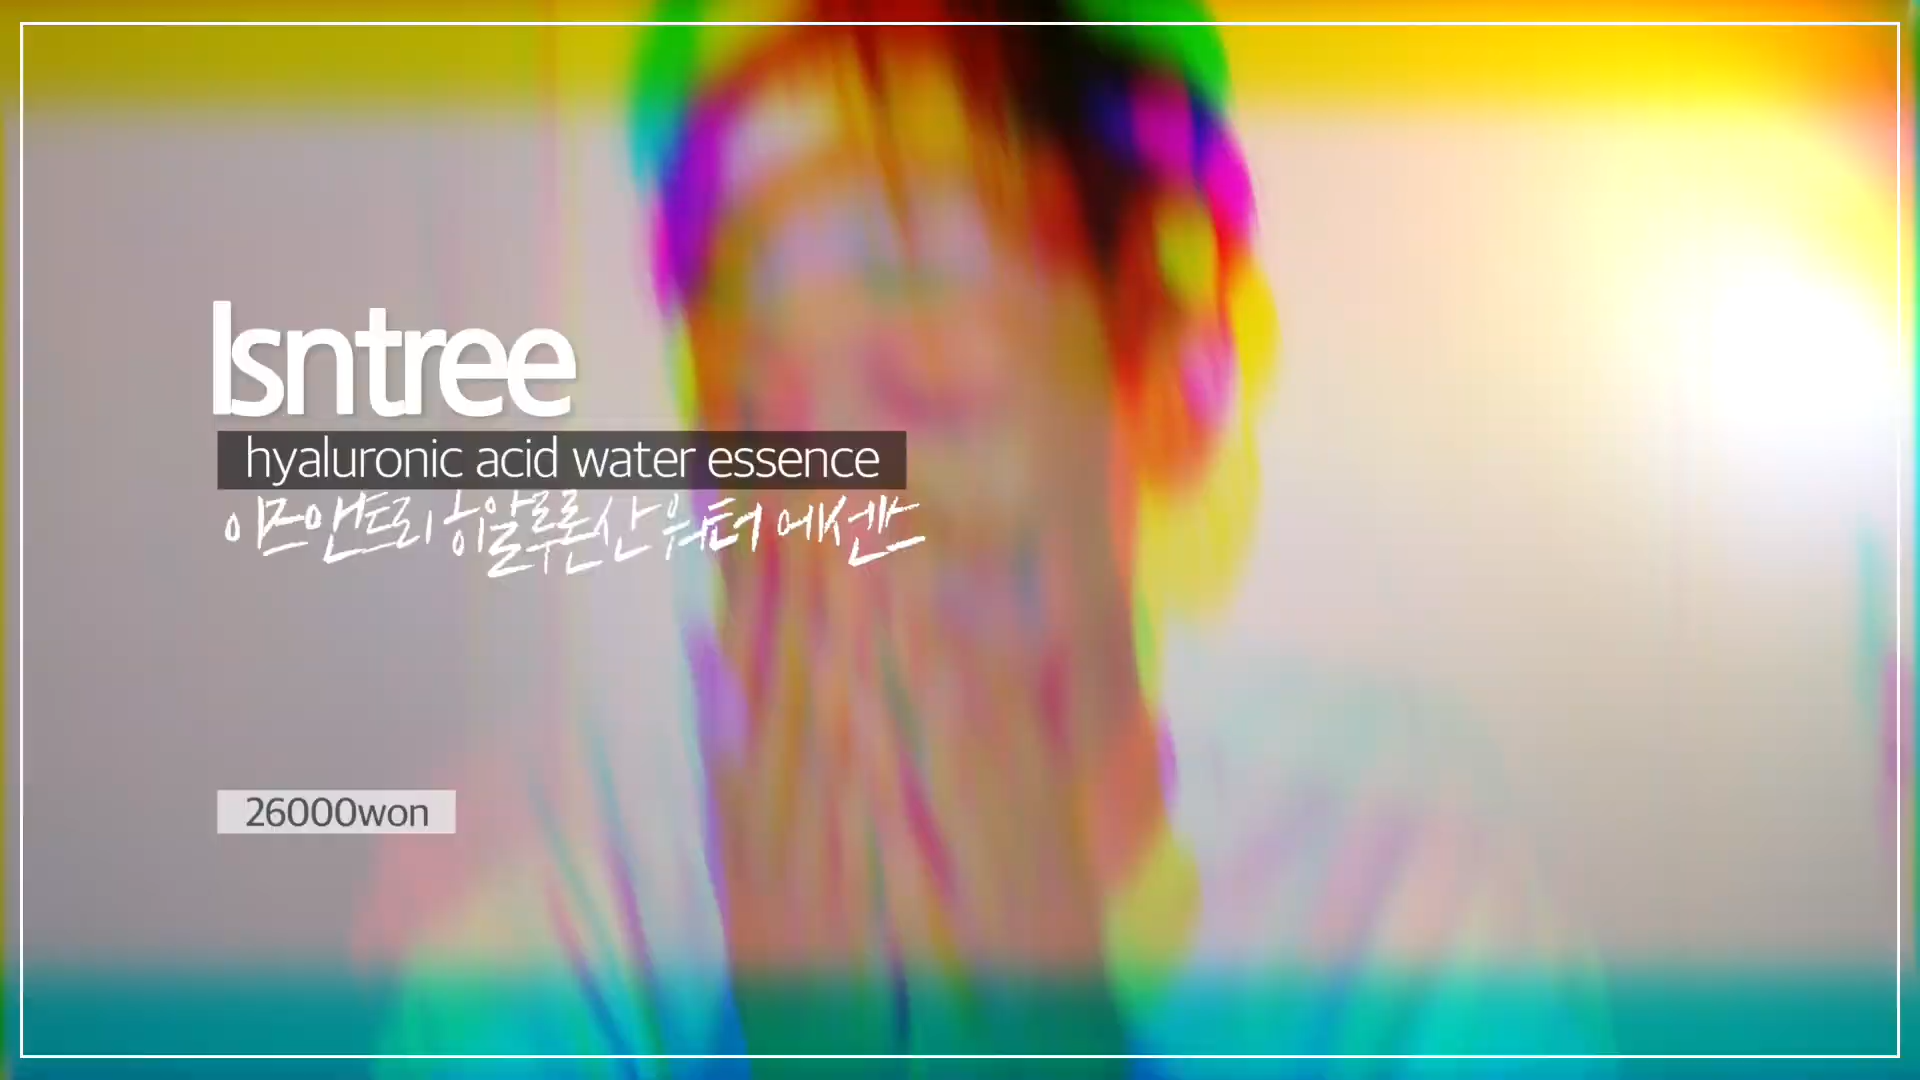 Isntree
hyaluronic acid water essence
이즈앤트리 히알루론산 워터 에센스
26000won